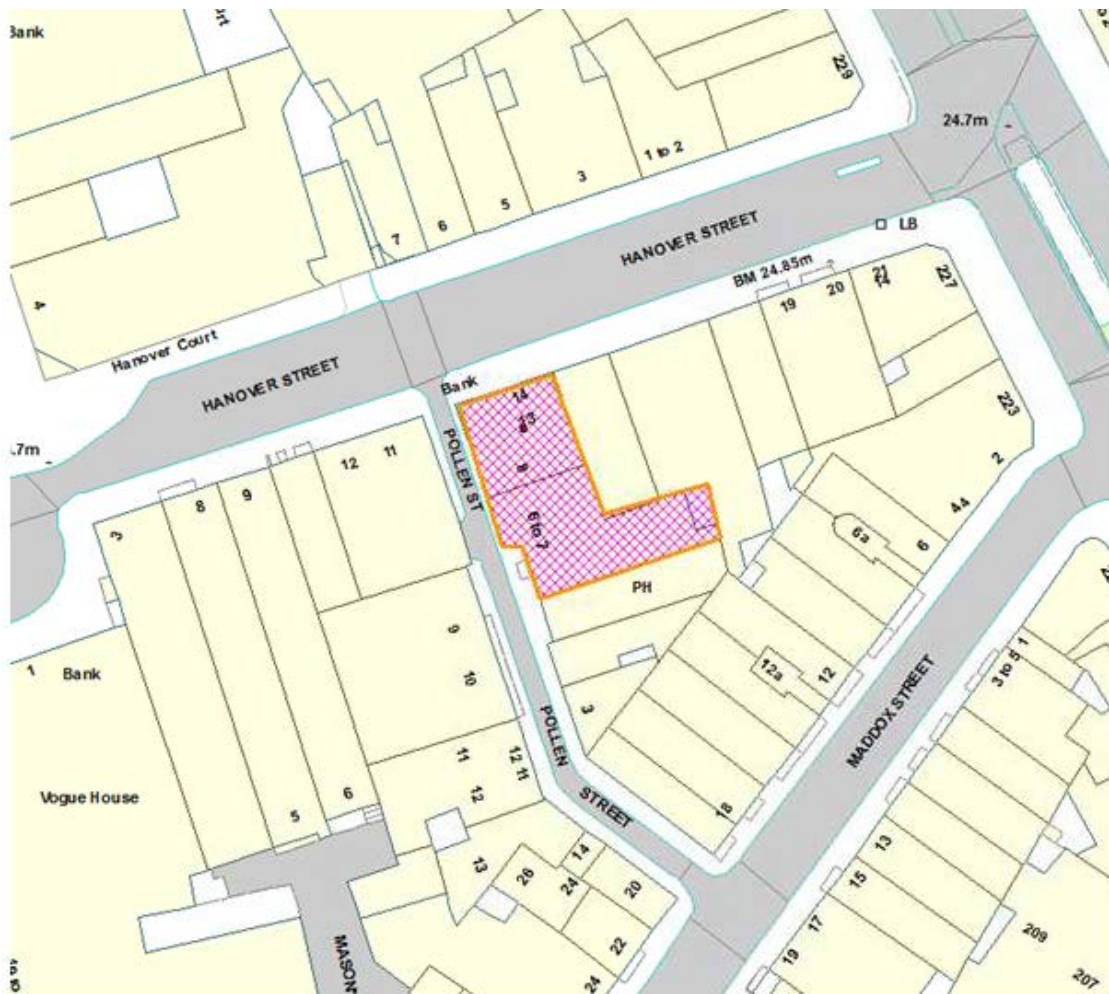 Bank
229
24.7m
1 to 2
3
5
6
7
HANOVER STREET
LB
BM 24.85m
4
Hanover Court
HANOVER STREET
19
20
21
14
227
Bank
14
13
8
POLLEN ST
6 to 7
223
2
.7m
12
11
8
9
3
44
6
6a
PH
12a
12
9
10
3
1
Bank
3 to 5
1
MADDOX STREET
POLLEN
STREET
11
12
12
11
Vogue House
5
6
18
13
14
26
24
20
13
15
17
22
19
209
207
24
MASON